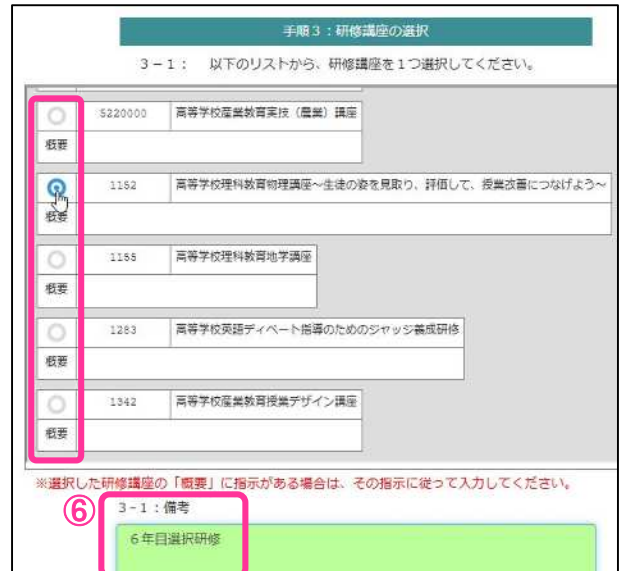 手順３：研修講座の選択
３－１： 以下のリストから、研修講座を１つ選択してください。
5220000 高等学校産業教育実技（農業）講座
概要
1152 高等学校理科教育物理講座～生徒の姿を見取り、評価して、授業改善につなげよう～
概要
1155 高等学校理科教育地学講座
概要
1283 高等学校英語ディベート指導のためのジャッジ養成研修
概要
1342 高等学校産業教育授業デザイン講座
概要
※選択した研修講座の「概要」に指示がある場合は、その指示に従って入力してください。
⑥ ３－１：備考
６年目選択研修